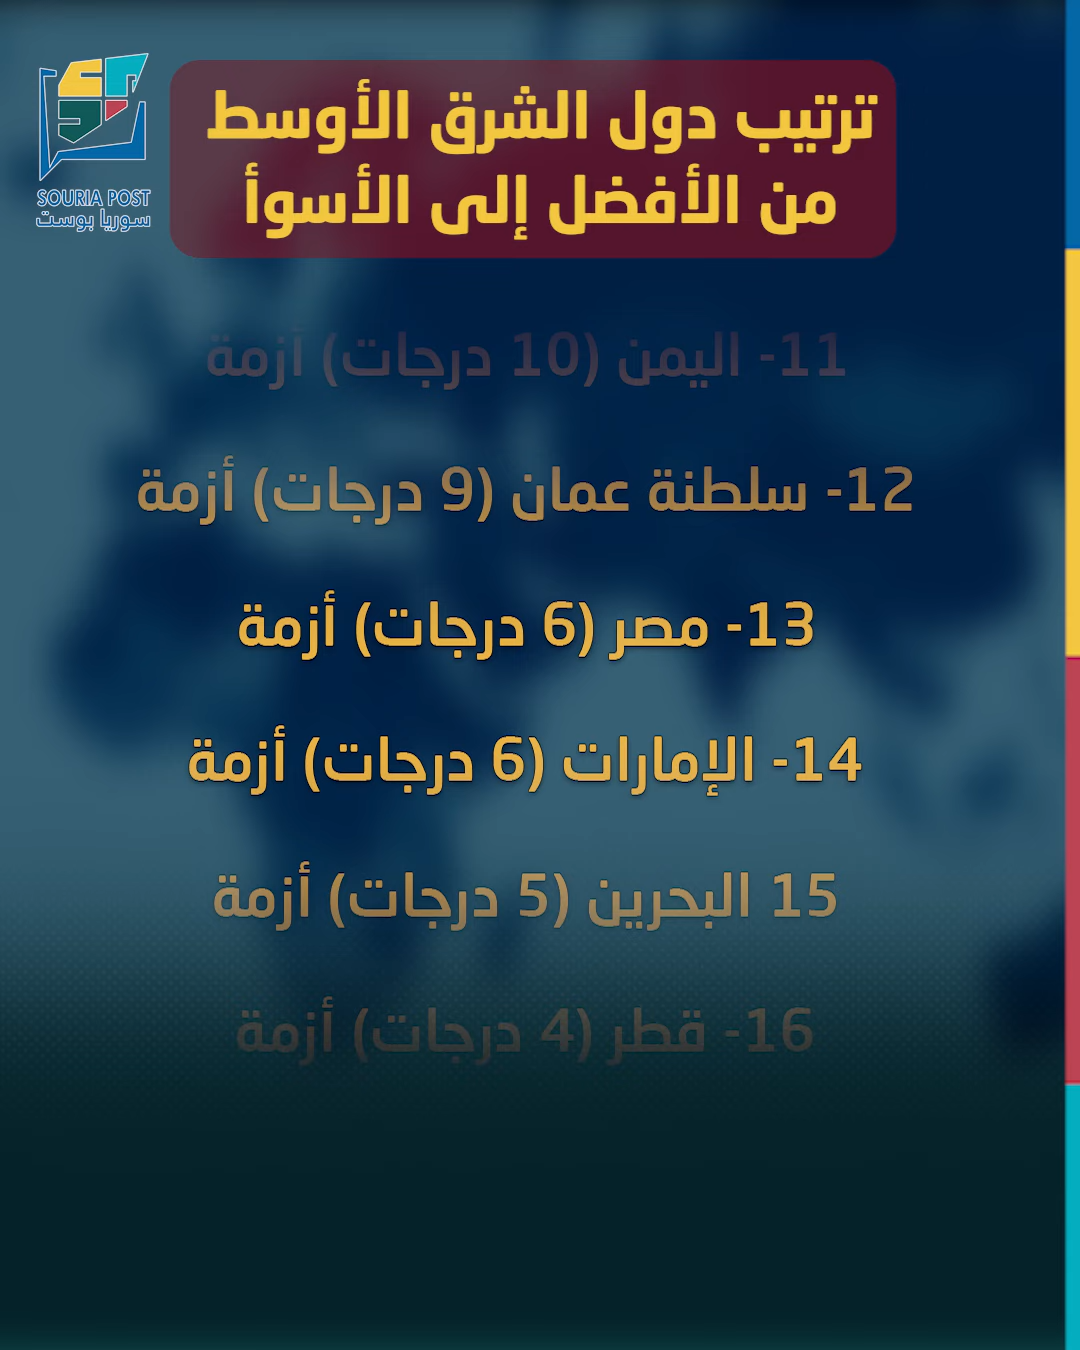 ترتيب دول الشرق الأوسط
من الأفضل إلى الأسوأ
SOURIA POST
سوريا بوست
11- اليمن (10 درجات) أزمة
12- سلطنة عمان (9 درجات) أزمة
13- مصر (6 درجات) أزمة
14- الإمارات (6 درجات) أزمة
15 البحرين (5 درجات) أزمة
16- قطر (4 درجات) أزمة